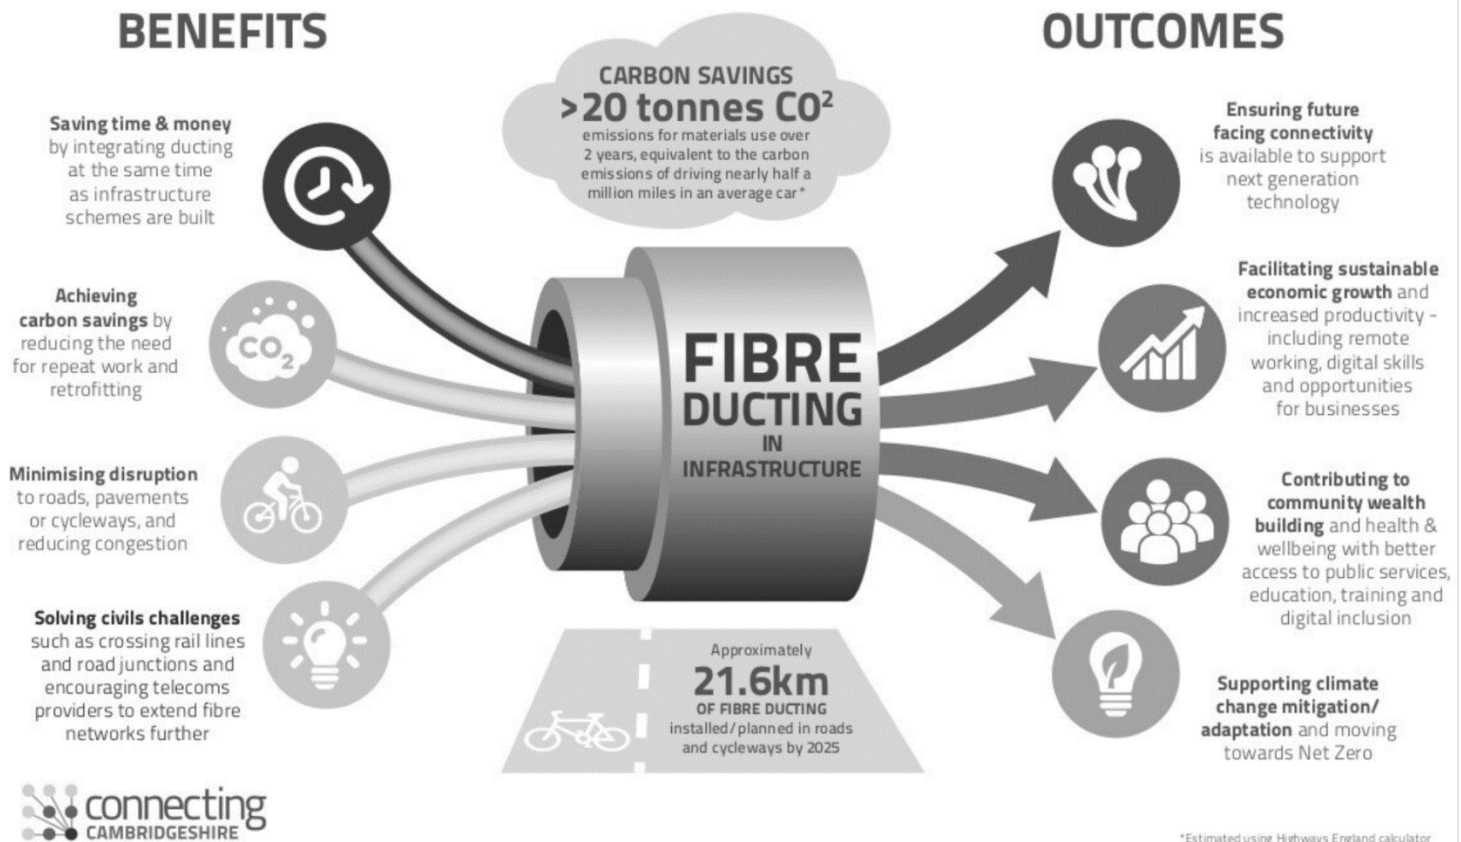 BENEFITS
Saving time & money
by integrating ducting
at the same time
as infrastructure
schemes are built
Achieving
carbon savings by
reducing the need
for repeat work and
retrofitting
CO2
Minimising disruption
to roads, pavements
or cycleways, and
reducing congestion
Solving civils challenges
such as crossing rail lines
and road junctions and
encouraging telecoms
providers to extend fibre
networks further
CARBON SAVINGS
>20 tonnes CO²
emissions for materials use over
2 years, equivalent to the carbon
emissions of driving nearly half a
million miles in an average car*
FIBRE
DUCTING
IN
INFRASTRUCTURE
Approximately
21.6km
OF FIBRE DUCTING
installed/planned in roads
and cycleways by 2025
OUTCOMES
Ensuring future
facing connectivity
is available to support
next generation
technology
Facilitating sustainable
economic growth and
increased productivity –
including remote
working, digital skills
and opportunities
for businesses
Contributing to
community wealth
building and health &
wellbeing with better
access to public services,
education, training and
digital inclusion
Supporting climate
change mitigation/
adaptation and moving
towards Net Zero
connecting
CAMBRIDGESHIRE
*Estimated using Highways England calculator